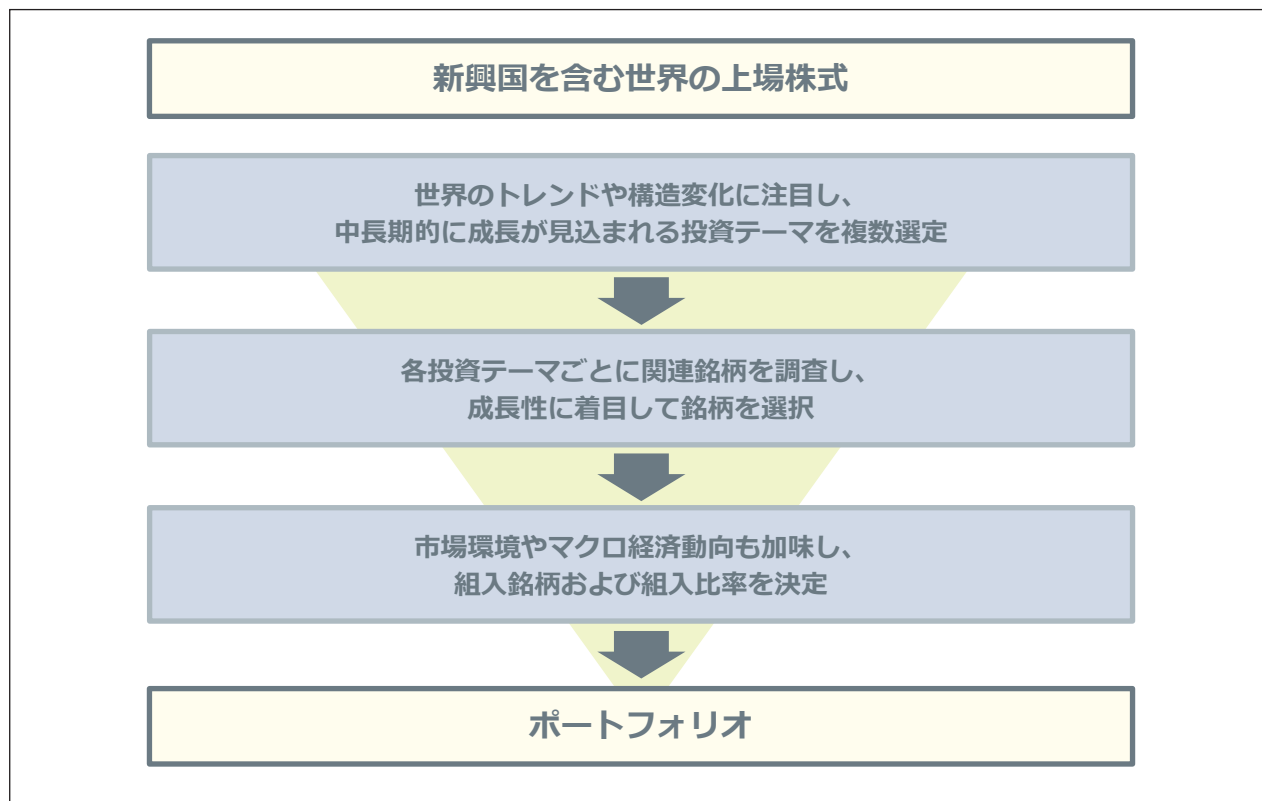 新興国を含む世界の上場株式
世界のトレンドや構造変化に注目し、
中長期的に成長が見込まれる投資テーマを複数選定
各投資テーマごとに関連銘柄を調査し、
成長性に着目して銘柄を選択
市場環境やマクロ経済動向も加味し、
組入銘柄および組入比率を決定
ポートフォリオ